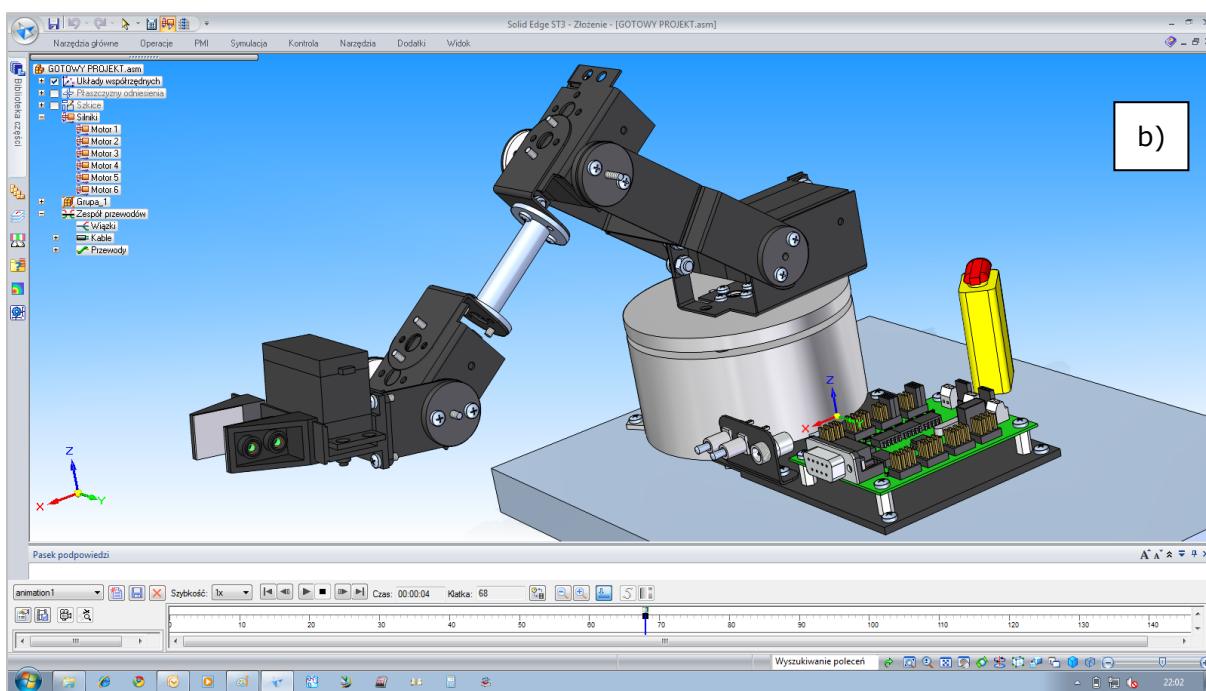 Solid Edge ST3 - Złożenie - [GOTOWY PROJEKT.asm]
Narzędzia główne Operacje PMI Symulacja Kontrola Narzędzia Dodatki Widok
Biblioteka części
GOTOWY PROJEKT.asm
Układy współrzędnych
Płaszczyzny odniesienia
Szkice
Silniki
Motor 1
Motor 2
Motor 3
Motor 4
Motor 5
Motor 6
Grupa_1
Zespół przewodów
Wiązki
Kable
Przewody
b)
Z
X
Z
X
Y
Pasek podpowiedzi
animation1 Szybkość: 1x Czas: 00:00:04 Klatka: 68
0 10 20 30 40 50 60 70 80 90 100 110 120 130 140
Wyszukiwanie poleceń
22:02